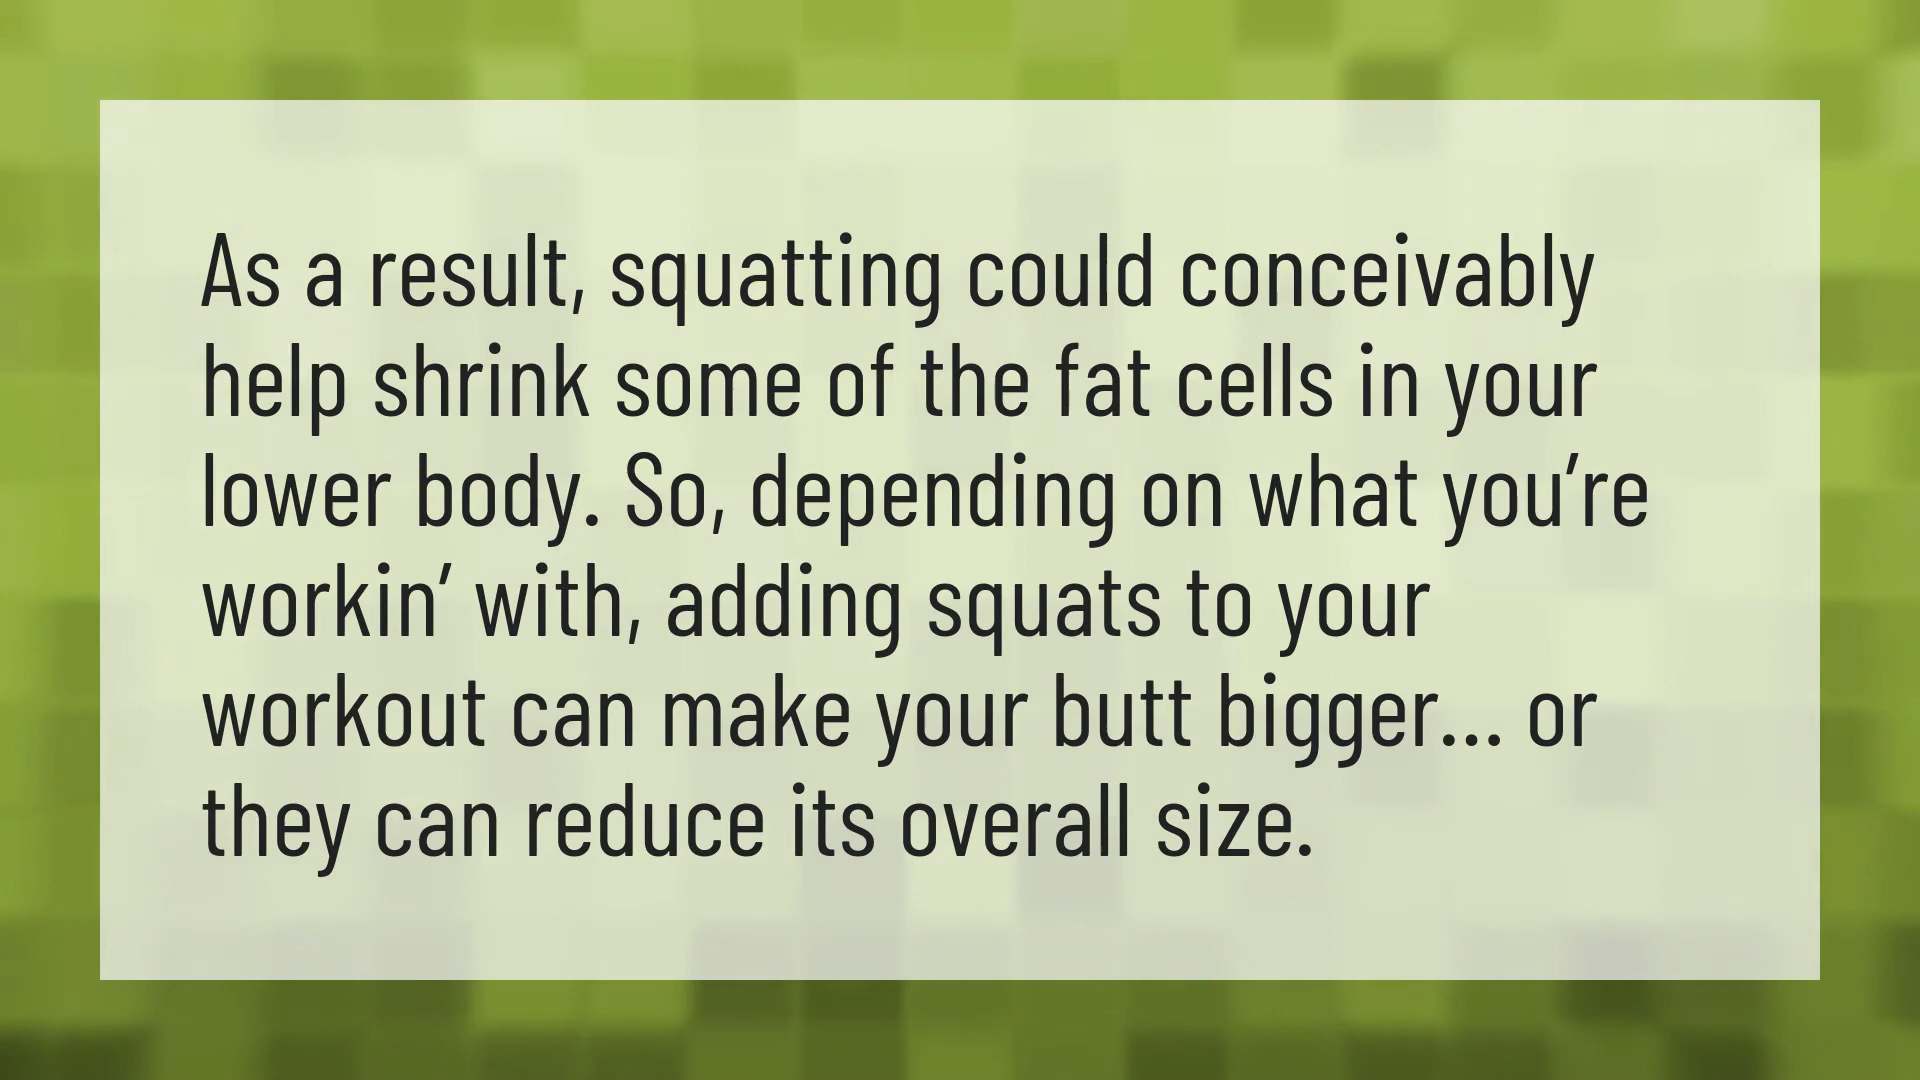 As a result, squatting could conceivably
help shrink some of the fat cells in your
lower body. So, depending on what you’re
workin’ with, adding squats to your
workout can make your butt bigger… or
they can reduce its overall size.